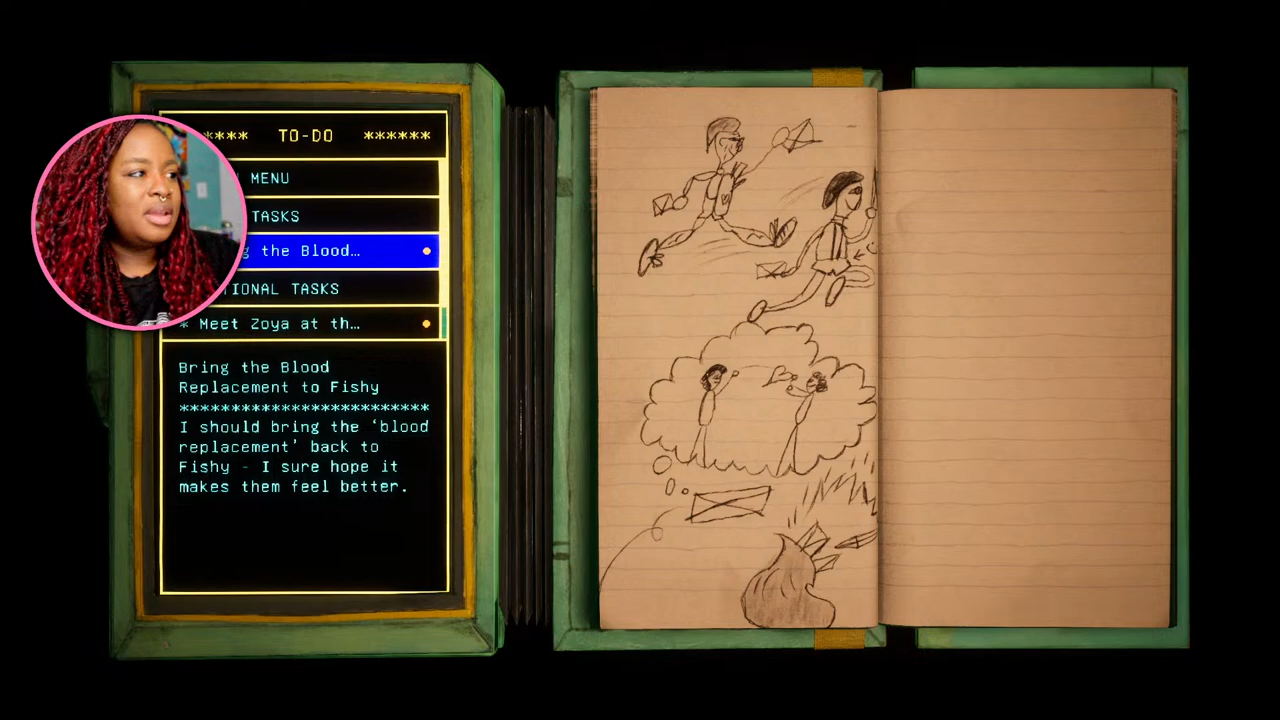 **** TO-DO ******
MENU
TASKS
the Blood…
TASKS
* Meet Zoya at th…
Bring the Blood
Replacement to Fishy
************************
I should bring the ‘blood
replacement’ back to
Fishy - I sure hope it
makes them feel better.